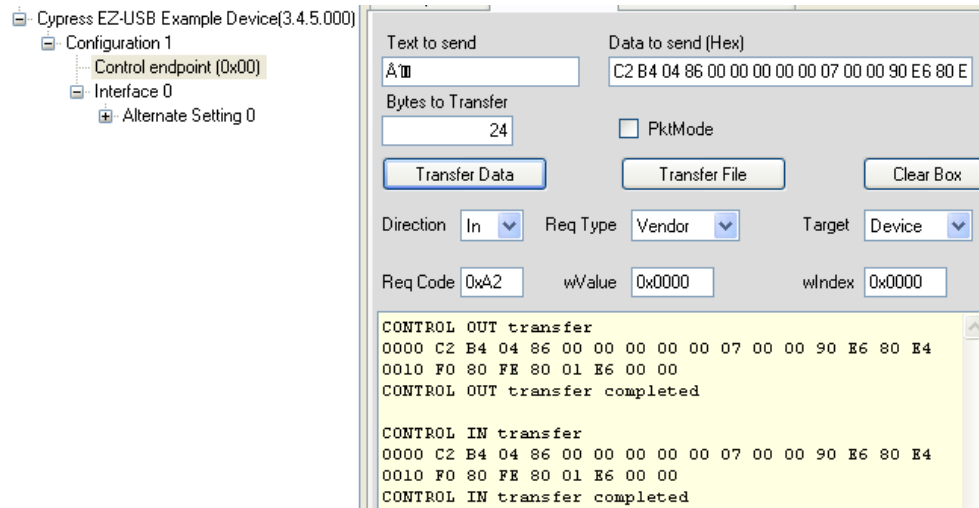 Cypress EZ-USB Example Device(3.4.5.000)
Configuration 1
Control endpoint (0x00)
Interface 0
Alternate Setting 0
Text to send
Data to send (Hex)
C2 B4 04 86 00 00 00 00 00 07 00 00 90 E6 80 E
Bytes to Transfer
24
PktMode
Transfer Data
Transfer File
Clear Box
Direction In Req Type Vendor Target Device
Req Code 0xA2 wValue 0x0000 wIndex 0x0000
CONTROL OUT transfer
0000 C2 B4 04 86 00 00 00 00 00 07 00 00 90 E6 80 E4
0010 F0 80 FE 80 01 E6 00 00
CONTROL OUT transfer completed
CONTROL IN transfer
0000 C2 B4 04 86 00 00 00 00 00 07 00 00 90 E6 80 E4
0010 F0 80 FE 80 01 E6 00 00
CONTROL IN transfer completed